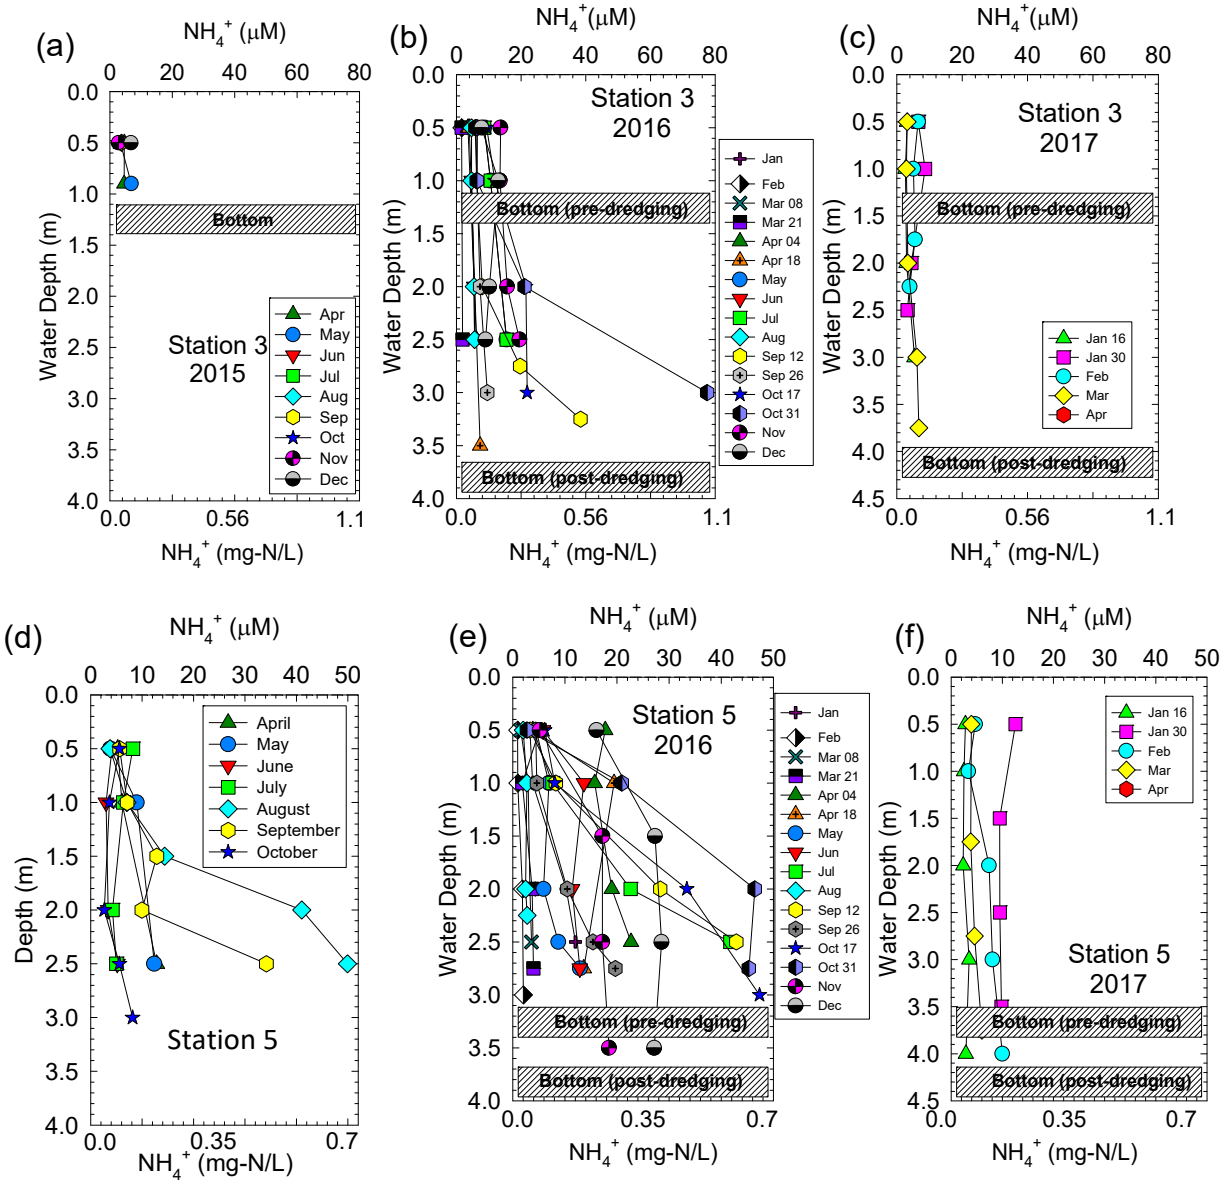 (a)
NH4+ (μM)
0 20 40 60 80
0.0
0.5
1.0
1.5
2.0
2.5
3.0
3.5
4.0
Water Depth (m)
Bottom
Station 3
2015
Apr
May
Jun
Jul
Aug
Sep
Oct
Nov
Dec
0.0 0.56 1.1
NH4+ (mg-N/L)
(b)
NH4+ (μM)
0 20 40 60 80
0.0
0.5
1.0
1.5
2.0
2.5
3.0
3.5
4.0
Water Depth (m)
Station 3
2016
Bottom (pre-dredging)
Bottom (post-dredging)
Jan
Feb
Mar 08
Mar 21
Apr 04
Apr 18
May
Jun
Jul
Aug
Sep 12
Sep 26
Oct 17
Oct 31
Nov
Dec
0.0 0.56 1.1
NH4+ (mg-N/L)
(c)
NH4+ (μM)
0 20 40 60 80
0.0
0.5
1.0
1.5
2.0
2.5
3.0
3.5
4.0
4.5
Water Depth (m)
Station 3
2017
Bottom (pre-dredging)
Jan 16
Jan 30
Feb
Mar
Apr
Bottom (post-dredging)
0.0 0.56 1.1
NH4+ (mg-N/L)
(d)
NH4+ (μM)
0 10 20 30 40 50
0.0
0.5
1.0
1.5
2.0
2.5
3.0
3.5
4.0
Depth (m)
April
May
June
July
August
September
October
Station 5
0.0 0.35 0.7
NH4+ (mg-N/L)
(e)
NH4+ (μM)
0 10 20 30 40 50
0.0
0.5
1.0
1.5
2.0
2.5
3.0
3.5
4.0
Water Depth (m)
Station 5
2016
Bottom (pre-dredging)
Bottom (post-dredging)
Jan
Feb
Mar 08
Mar 21
Apr 04
Apr 18
May
Jun
Jul
Aug
Sep 12
Sep 26
Oct 17
Oct 31
Nov
Dec
0.0 0.35 0.7
NH4+ (mg-N/L)
(f)
NH4+ (μM)
0 10 20 30 40 50
0.0
0.5
1.0
1.5
2.0
2.5
3.0
3.5
4.0
4.5
Water Depth (m)
Jan 16
Jan 30
Feb
Mar
Apr
Station 5
2017
Bottom (pre-dredging)
Bottom (post-dredging)
0.0 0.35 0.7
NH4+ (mg-N/L)